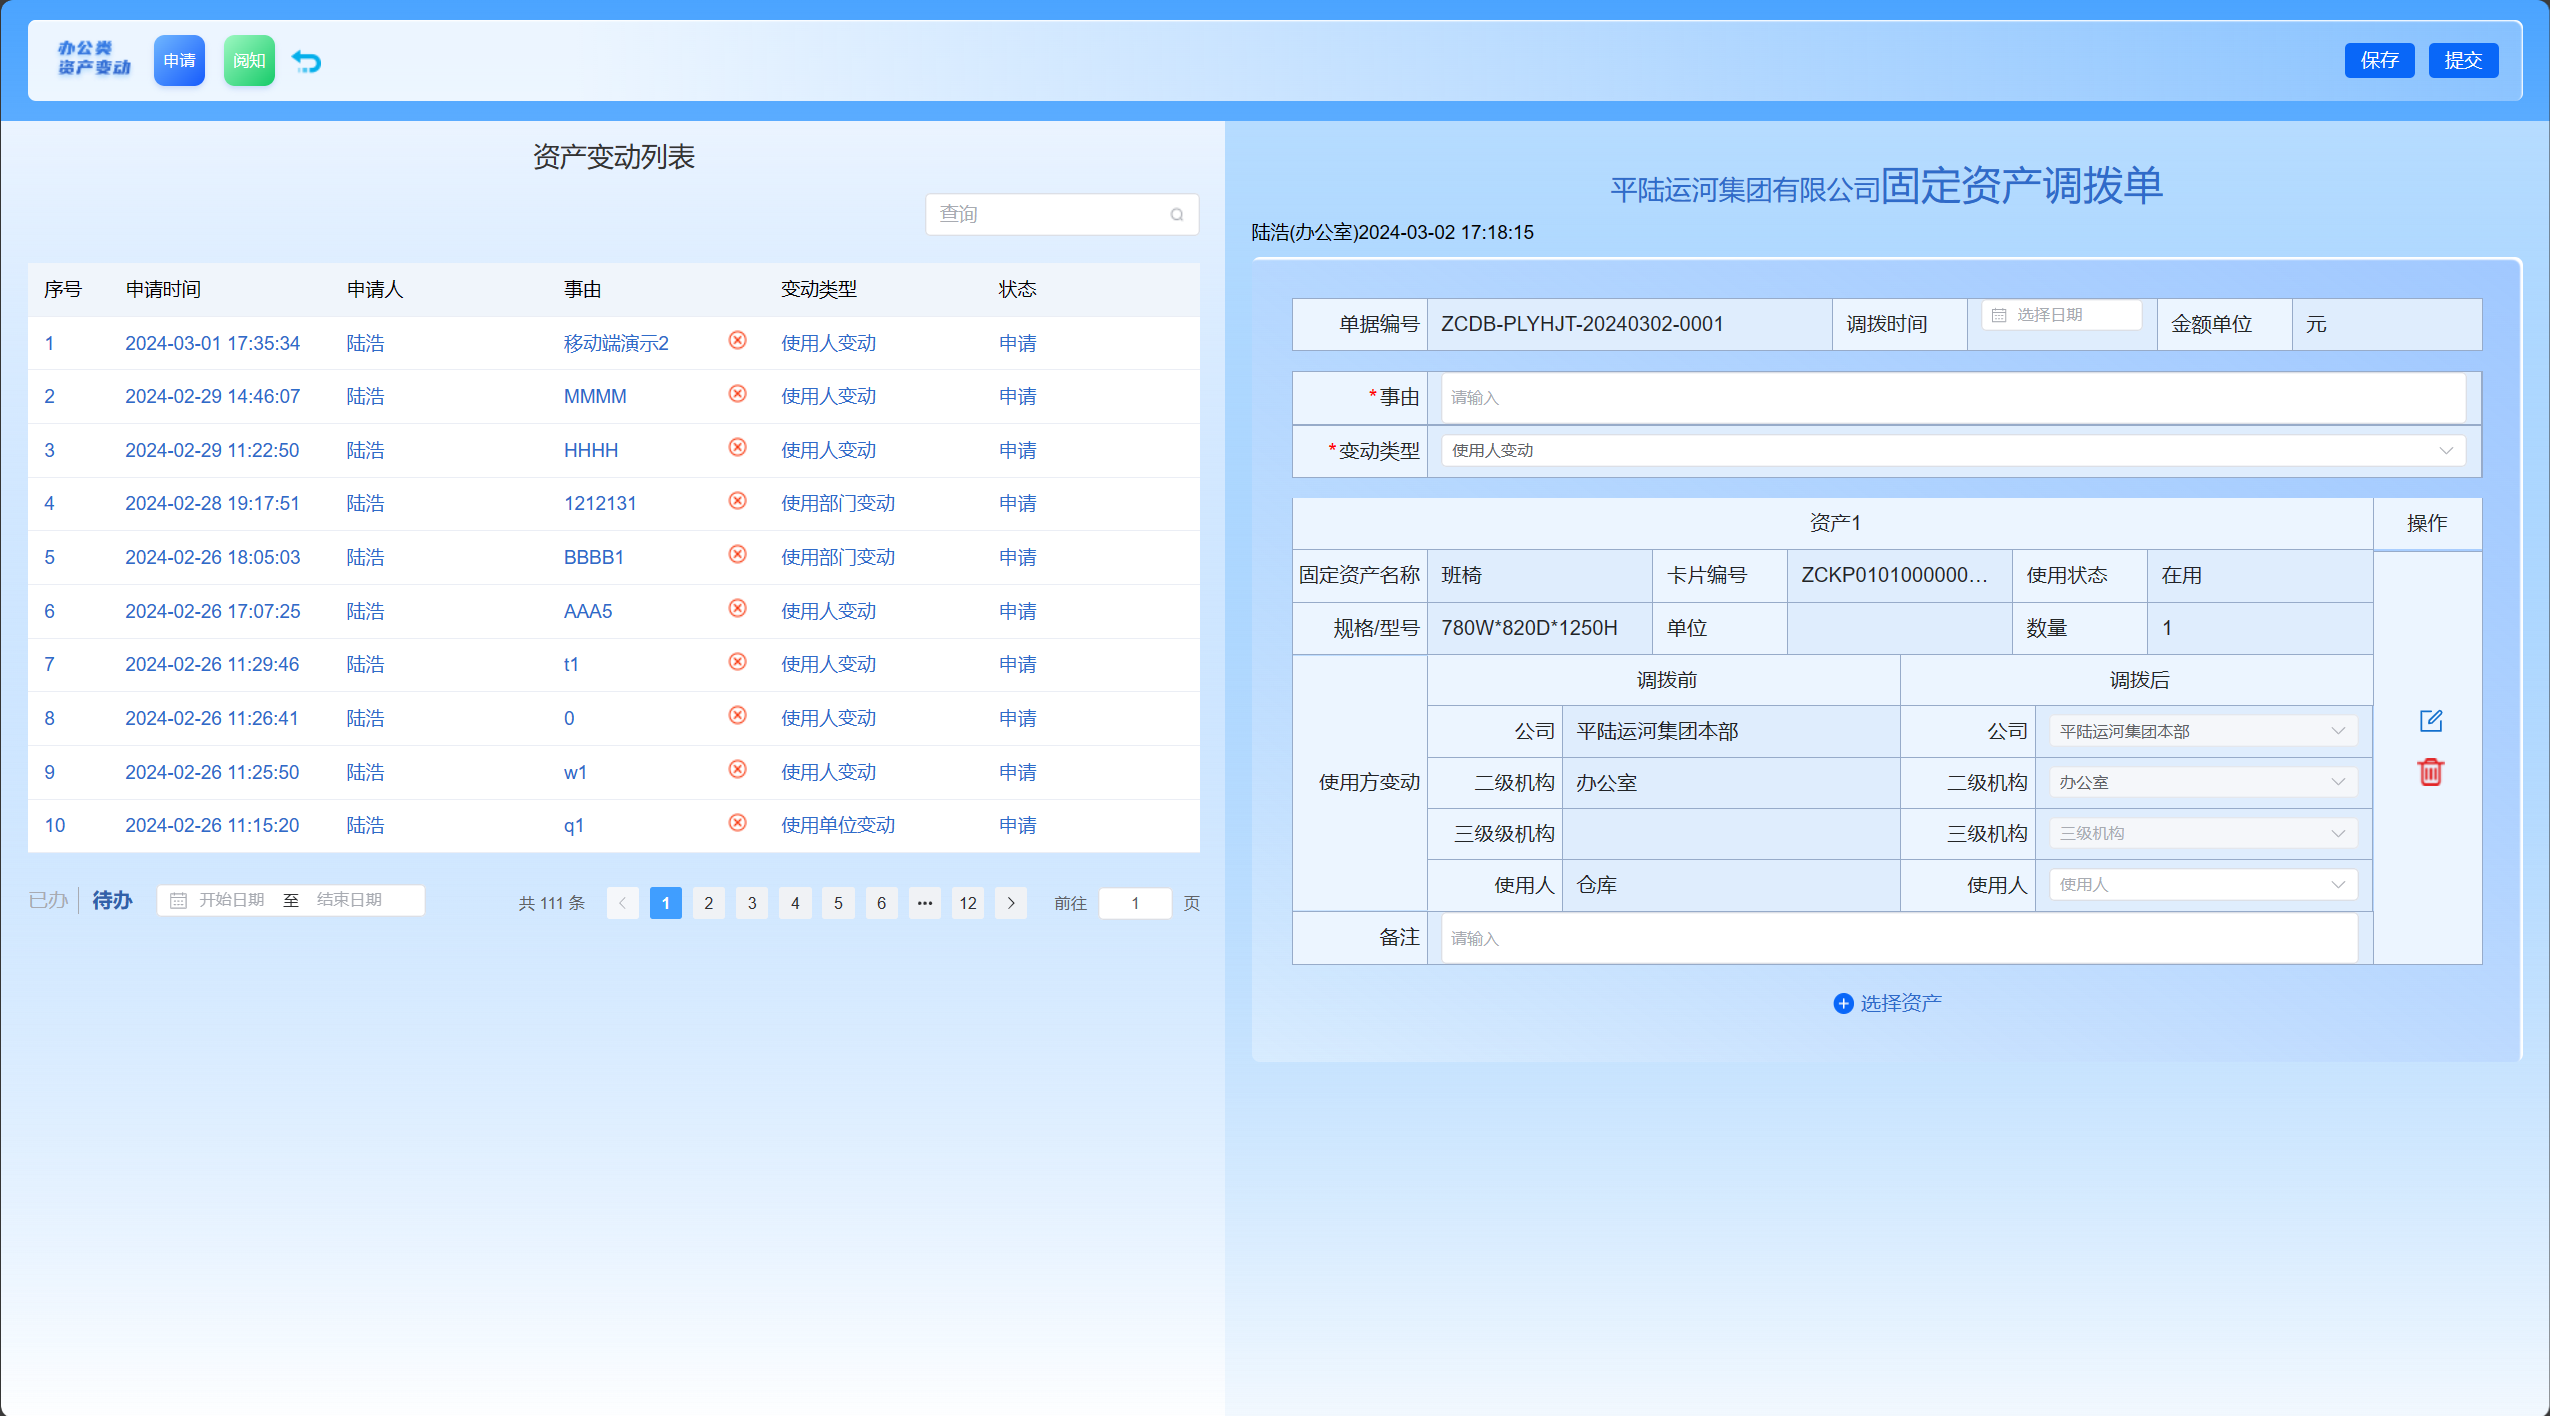 办公类
资产变动
申请
阅知
保存
提交
资产变动列表
查询
序号 申请时间 申请人 事由 变动类型 状态
1 2024-03-01 17:35:34 陆浩 移动端演示2 使用人变动 申请
2 2024-02-29 14:46:07 陆浩 MMMM 使用人变动 申请
3 2024-02-29 11:22:50 陆浩 HHHH 使用人变动 申请
4 2024-02-28 19:17:51 陆浩 1212131 使用部门变动 申请
5 2024-02-26 18:05:03 陆浩 BBBB1 使用部门变动 申请
6 2024-02-26 17:07:25 陆浩 AAA5 使用人变动 申请
7 2024-02-26 11:29:46 陆浩 t1 使用人变动 申请
8 2024-02-26 11:26:41 陆浩 0 使用人变动 申请
9 2024-02-26 11:25:50 陆浩 w1 使用人变动 申请
10 2024-02-26 11:15:20 陆浩 q1 使用单位变动 申请
已办 待办 开始日期 至 结束日期 共 111 条 1 2 3 4 5 6 ••• 12 前往 1 页
平陆运河集团有限公司固定资产调拨单
陆浩(办公室)2024-03-02 17:18:15
单据编号 ZCDB-PLYHJT-20240302-0001 调拨时间 选择日期 金额单位 元
*事由 请输入
*变动类型 使用人变动
资产1 操作
固定资产名称 班椅 卡片编号 ZCKP0101000000... 使用状态 在用
规格/型号 780W*820D*1250H 单位 数量 1
使用方变动 调拨前 调拨后
公司 平陆运河集团本部 公司 平陆运河集团本部
二级机构 办公室 二级机构 办公室
三级级机构 三级机构 三级机构
使用人 仓库 使用人 使用人
备注 请输入
选择资产